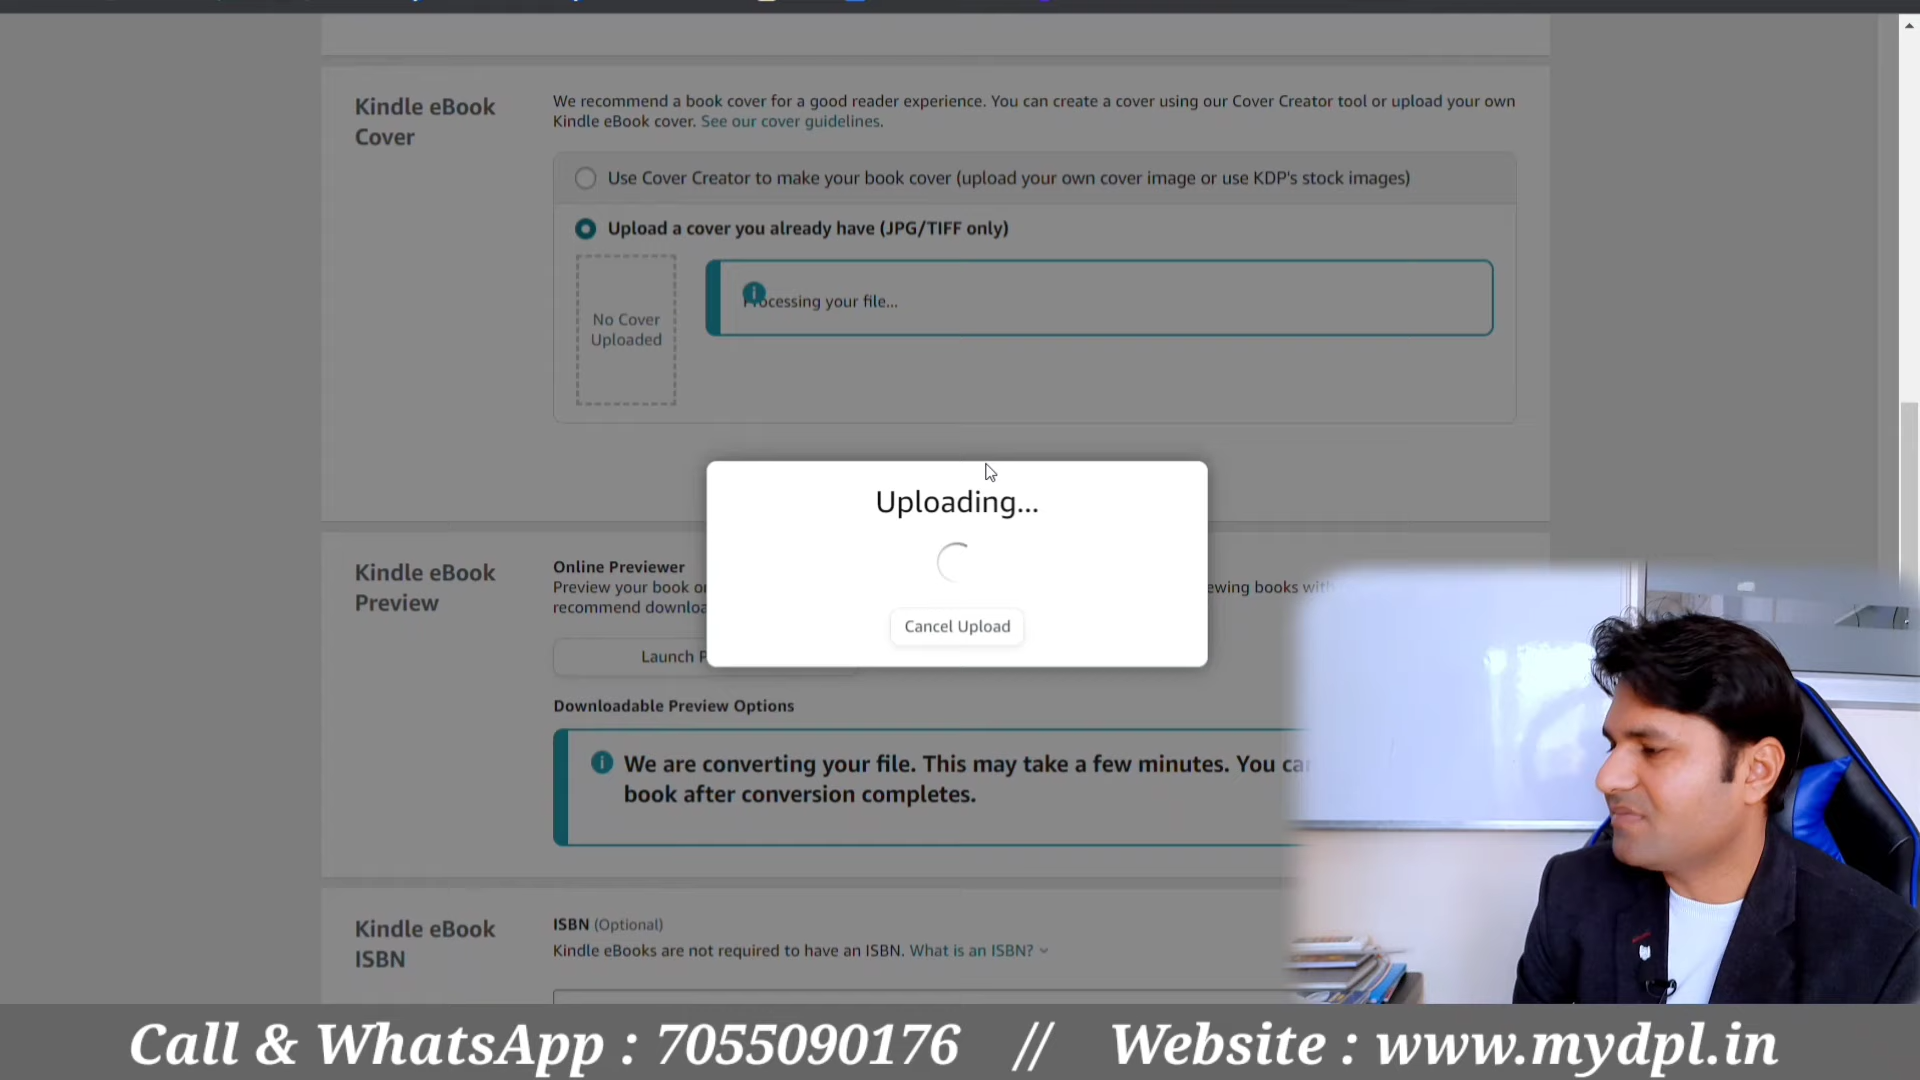 Kindle eBook
Cover
We recommend a book cover for a good reader experience. You can create a cover using our Cover Creator tool or upload your own
Kindle eBook cover. See our cover guidelines.
Use Cover Creator to make your book cover (upload your own cover image or use KDP's stock images)
Upload a cover you already have (JPG/TIFF only)
No Cover
Uploaded
Processing your file...
Uploading...
Cancel Upload
Kindle eBook
Preview
Online Previewer
Preview your book
ewing books with
recommend
Launch
Downloadable Preview Options
We are converting your file. This may take a few minutes. You
book after conversion completes.
Kindle eBook
ISBN
ISBN (Optional)
Kindle eBooks are not required to have an ISBN. What is an ISBN?
Call & WhatsApp : 7055090176 // Website : www.mydpl.in